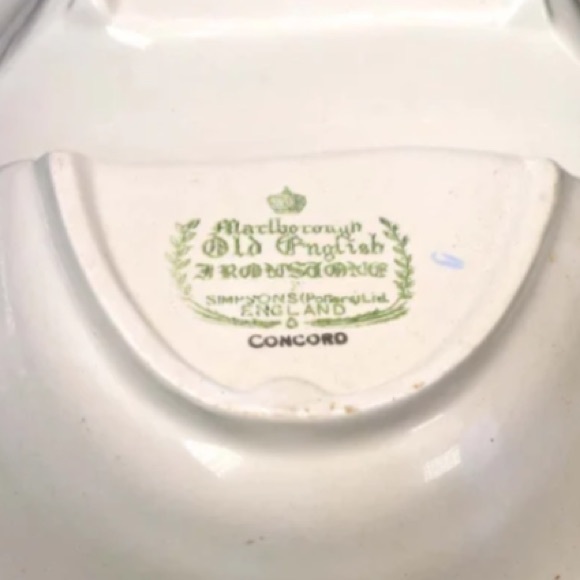 Marlborough
Old English
IRONSTONE
SIMPSONS (Potters) Ltd.
ENGLAND
CONCORD